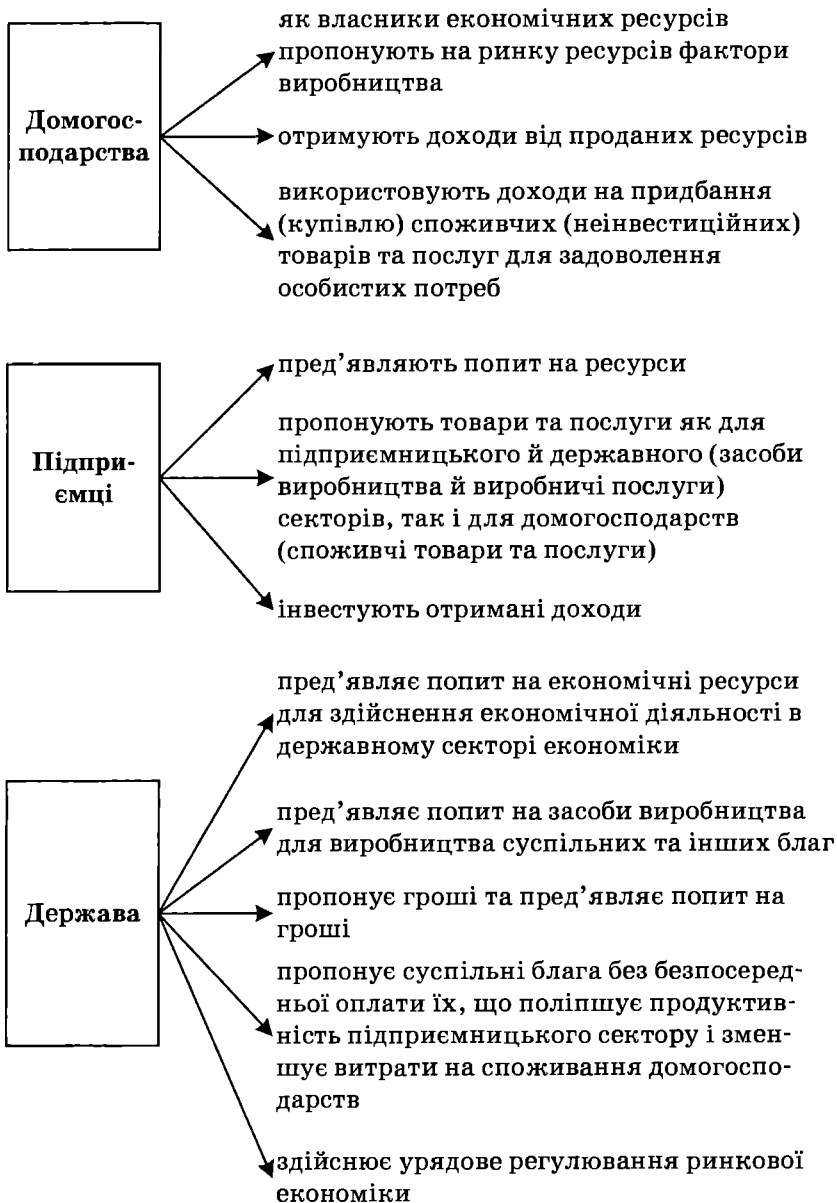 як власники економічних ресурсів
пропонують на ринку ресурсів фактори
виробництва
Домогос-
подарства
отримують доходи від проданих ресурсів
використовують доходи на придбання
(купівлю) споживчих (неінвестиційних)
товарів та послуг для задоволення
особистих потреб
пред’являють попит на ресурси
Підпри-
ємці
пропонують товари та послуги як для
підприємницького й державного (засоби
виробництва й виробничі послуги)
секторів, так і для домогосподарств
(споживчі товари та послуги)
інвестують отримані доходи
пред’являє попит на економічні ресурси
для здійснення економічної діяльності в
державному секторі економіки
пред’являє попит на засоби виробництва
для виробництва суспільних та інших благ
Держава
пропонує гроші та пред’являє попит на
гроші
пропонує суспільні блага без безпосеред-
ньої оплати їх, що поліпшує продуктив-
ність підприємницького сектору і змен-
шує витрати на споживання домогоспо-
дарств
здійснює урядове регулювання ринкової
економіки